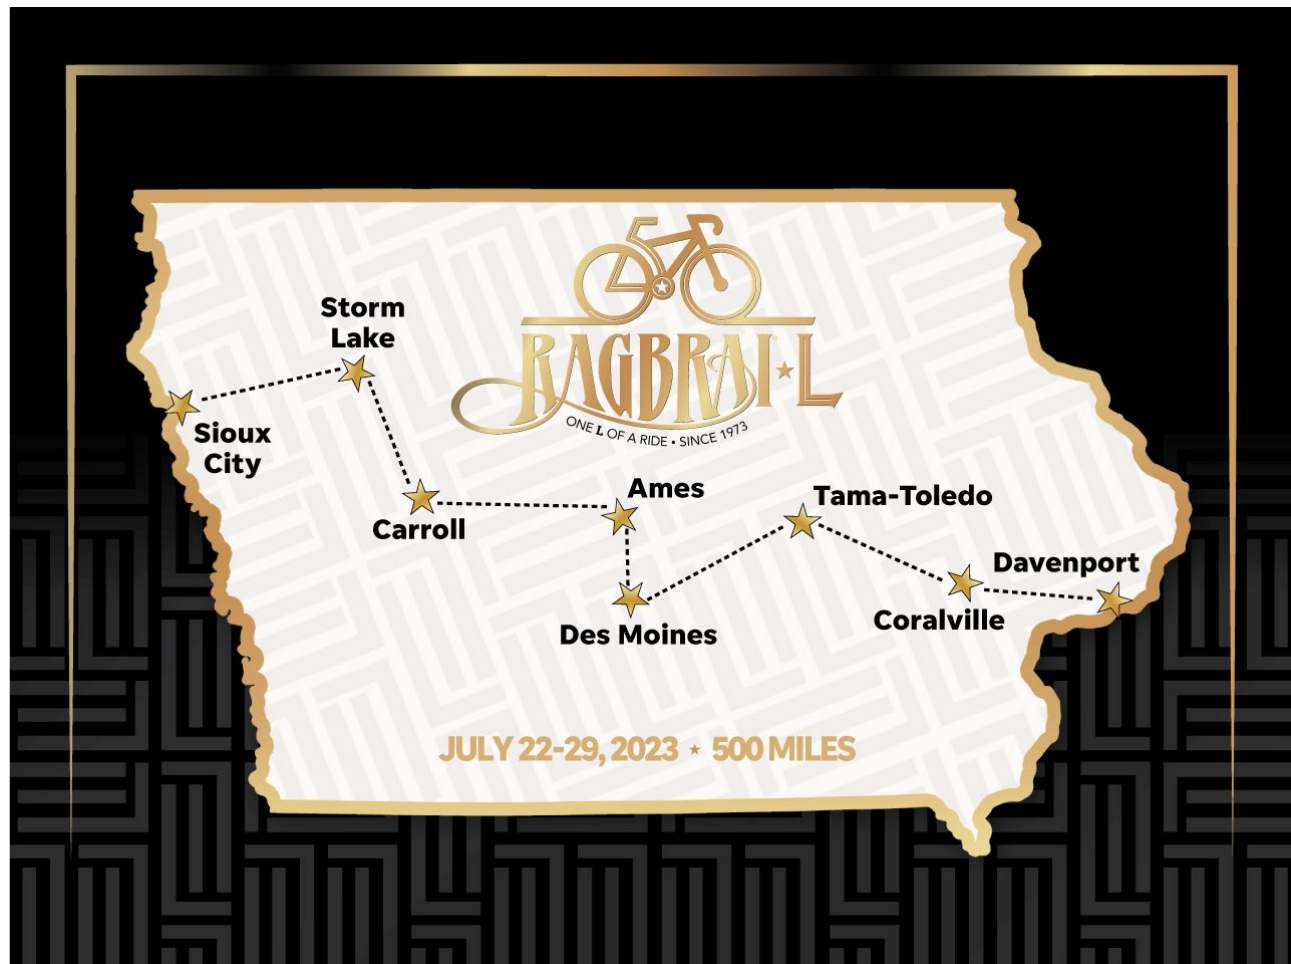 Storm
Lake
Sioux
City
RAGBRAI★L
ONE L OF A RIDE • SINCE 1973
Carroll
Ames
Des Moines
Tama-Toledo
Coralville
Davenport
JULY 22-29, 2023 ★ 500 MILES